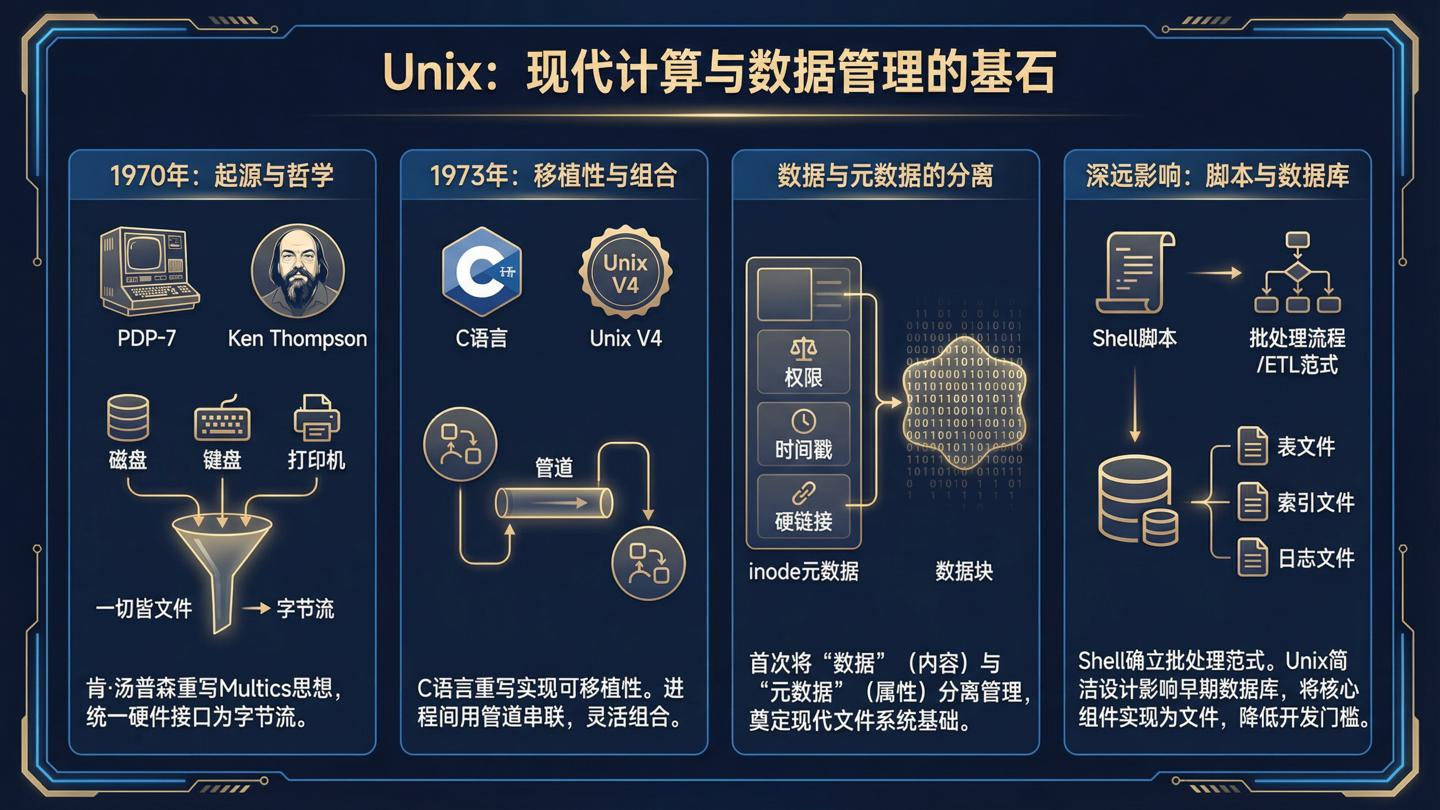 Unix：现代计算与数据管理的基石
1970年：起源与哲学
PDP-7
Ken Thompson
磁盘
键盘
打印机
一切皆文件
字节流
肯·汤普森重写Multics思想，
统一硬件接口为字节流。
1973年：移植性与组合
C
Unix
V4
C语言
Unix V4
管道
C语言重写实现可移植性。进
程间用管道串联，灵活组合。
数据与元数据的分离
权限
时间戳
硬链接
inode元数据
数据块
首次将“数据”（内容）与
“元数据”（属性）分离管理，
奠定现代文件系统基础。
深远影响：脚本与数据库
Shell脚本
批处理流程
/ETL范式
表文件
索引文件
日志文件
Shell确立批处理范式。Unix简
洁设计影响早期数据库，将核心
组件实现为文件，降低开发门槛。